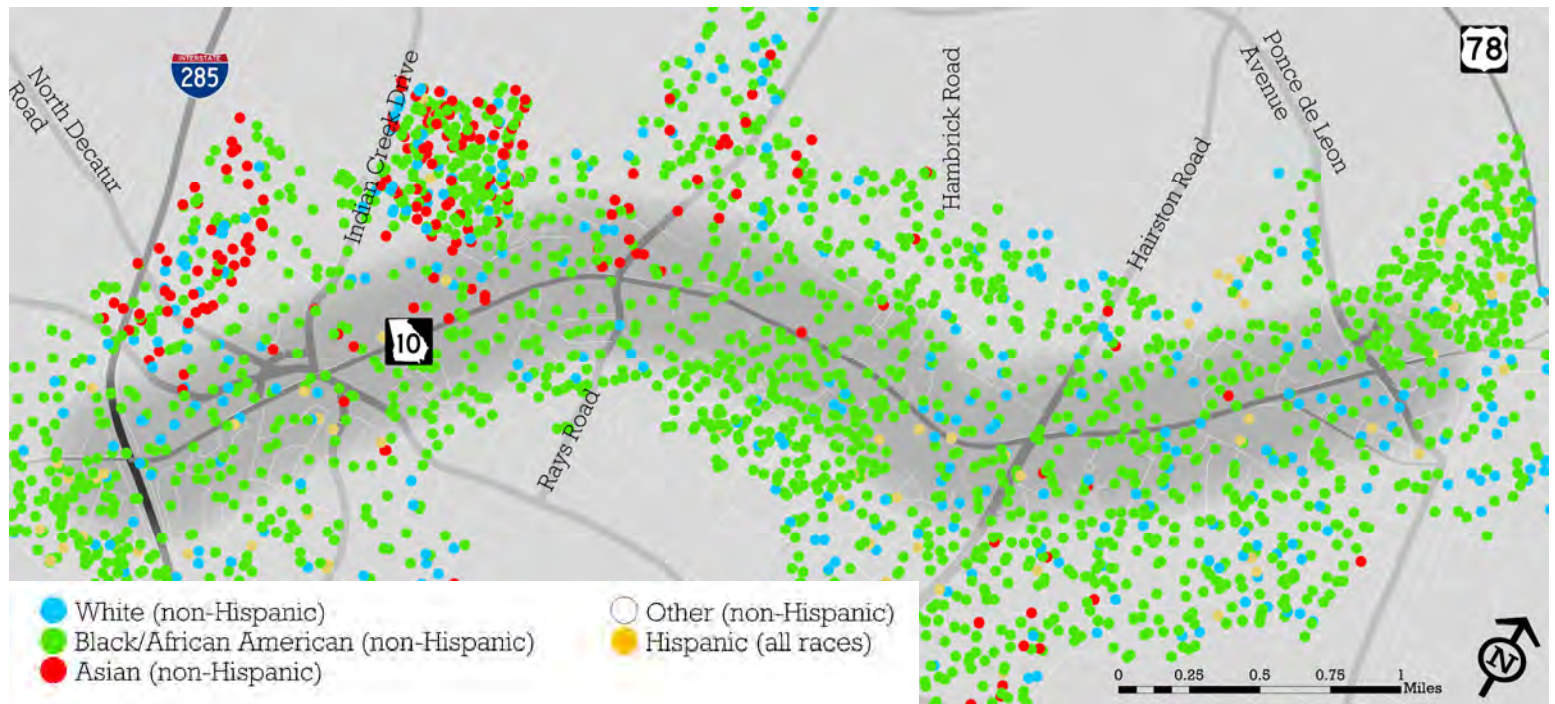 North Decatur
Road
INTERSTATE
285
Indian Creek Drive
Hambrick Road
Ponce de Leon
Avenue
78
Hairston Road
10
Rays Road
White (non-Hispanic)
Black/African American (non-Hispanic)
Asian (non-Hispanic)
Other (non-Hispanic)
Hispanic (all races)
0 0.25 0.5 0.75 1
Miles
N